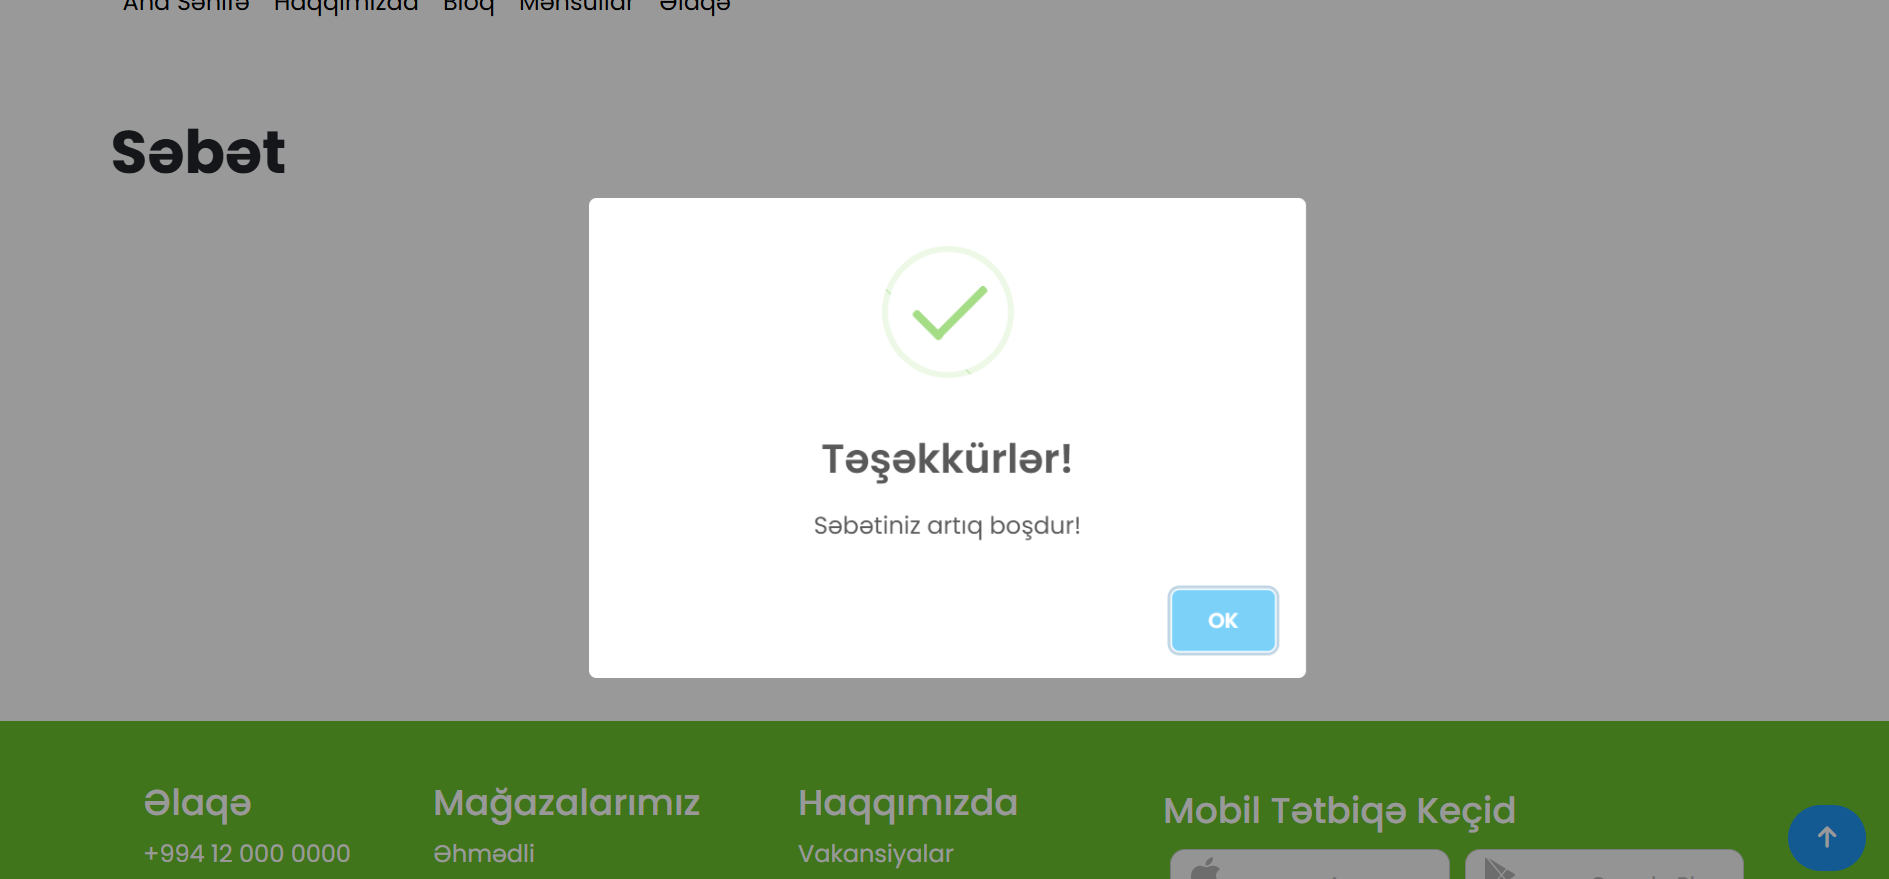 Ana Səhifə Haqqımızda Bloq Məhsullar Əlaqə
Səbət
Təşəkkürlər!
Səbətiniz artıq boşdur!
OK
Əlaqə Mağazalarımız Haqqımızda Mobil Tətbiqə Keçid
+994 12 000 0000 Əhmədli Vakansiyalar